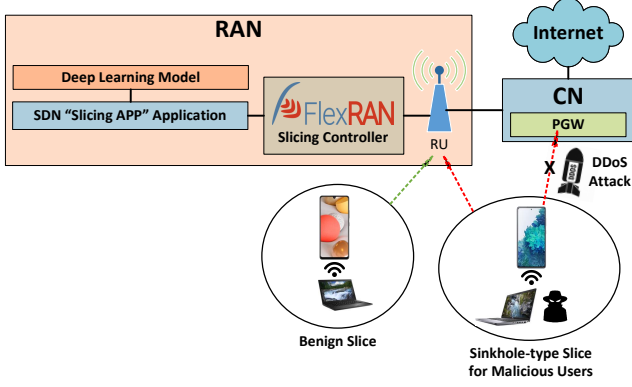 RAN
Internet
Deep Learning Model
SDN “Slicing APP” Application
FlexRAN
Slicing Controller
RU
CN
PGW
X
DDoS
Attack
DDOS
Benign Slice
Sinkhole-type Slice
for Malicious Users